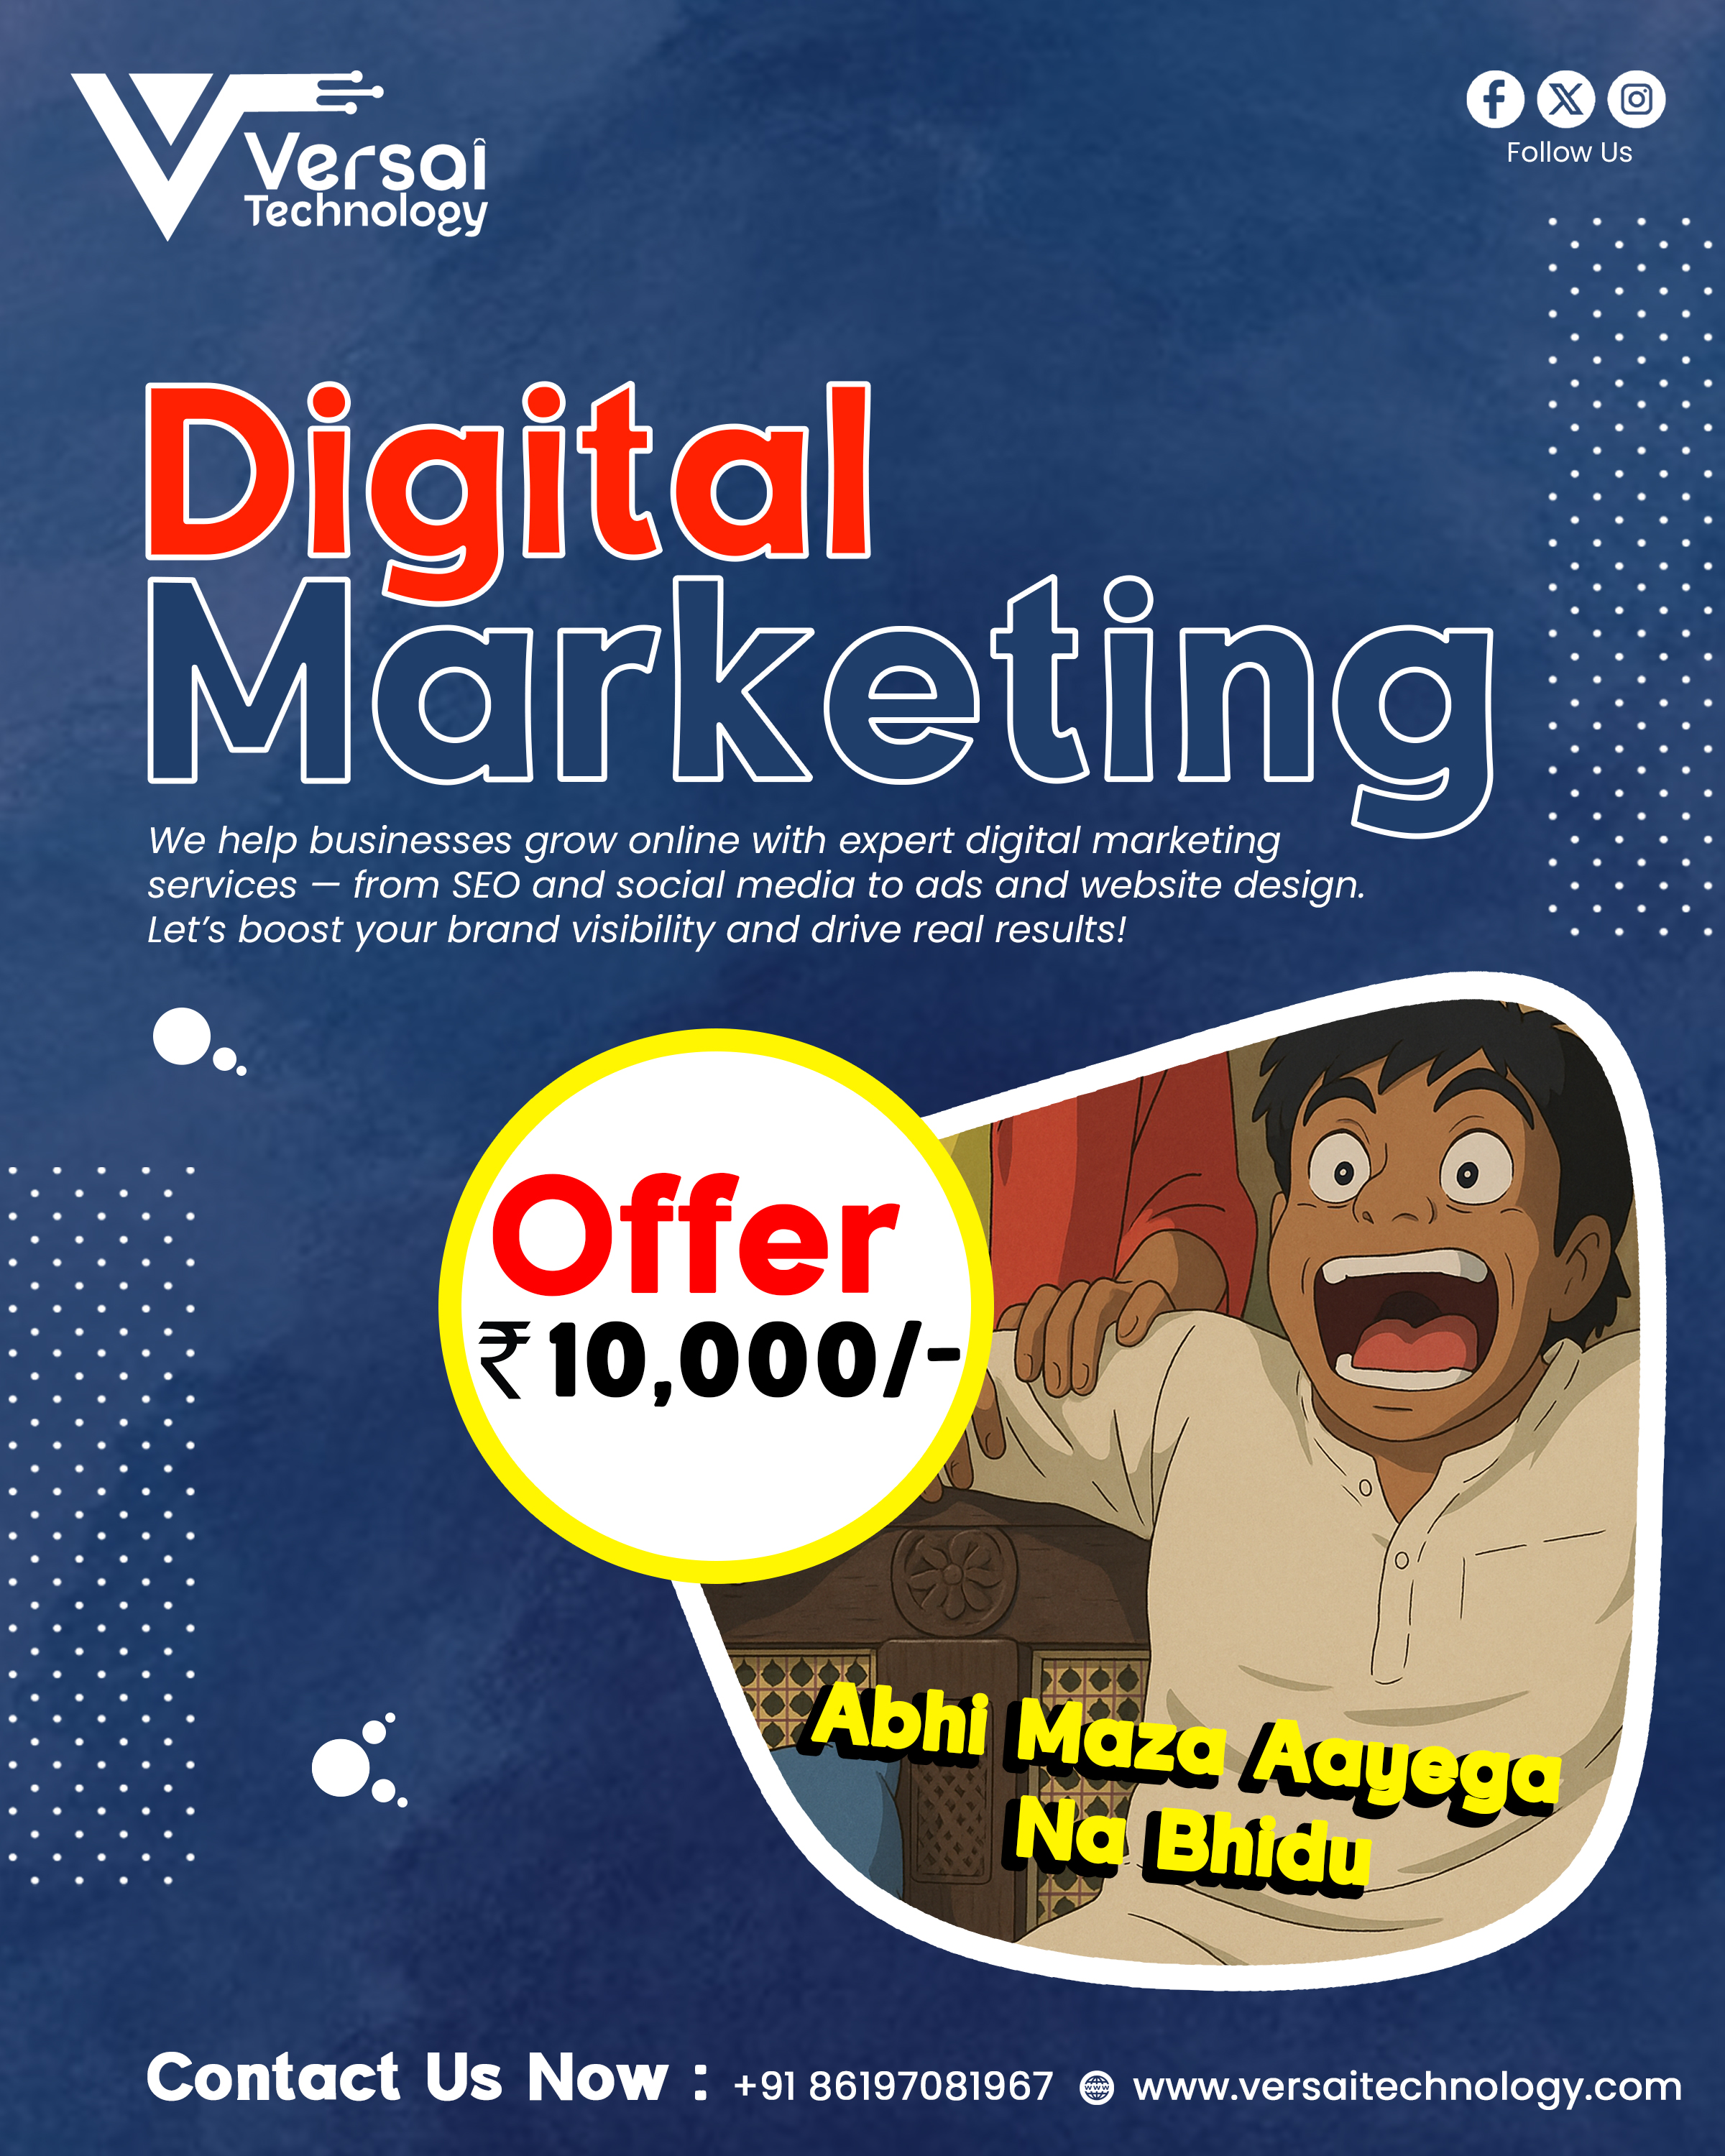 Versai
Technology
Follow Us
Digital
Marketing
We help businesses grow online with expert digital marketing
services — from SEO and social media to ads and website design.
Let's boost your brand visibility and drive real results!
Offer
₹10,000/-
Abhi Maza Aayega
Na Bhidu
Contact Us Now : +91 86197081967 www.versaitechnology.com